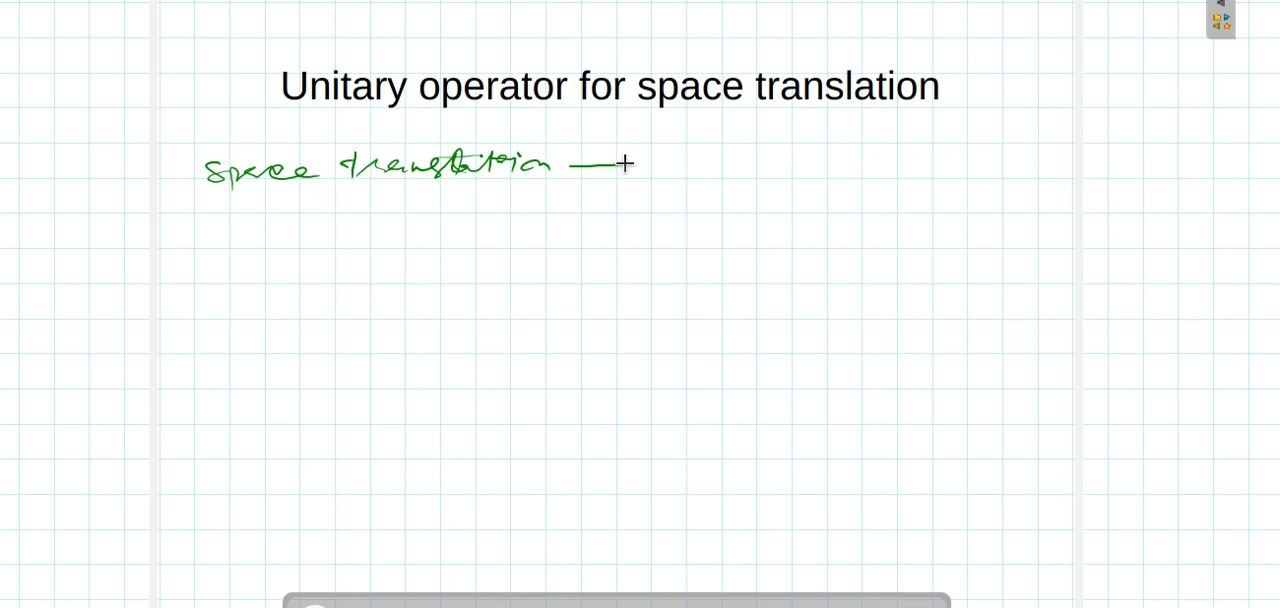 Unitary operator for space translation
space translation —